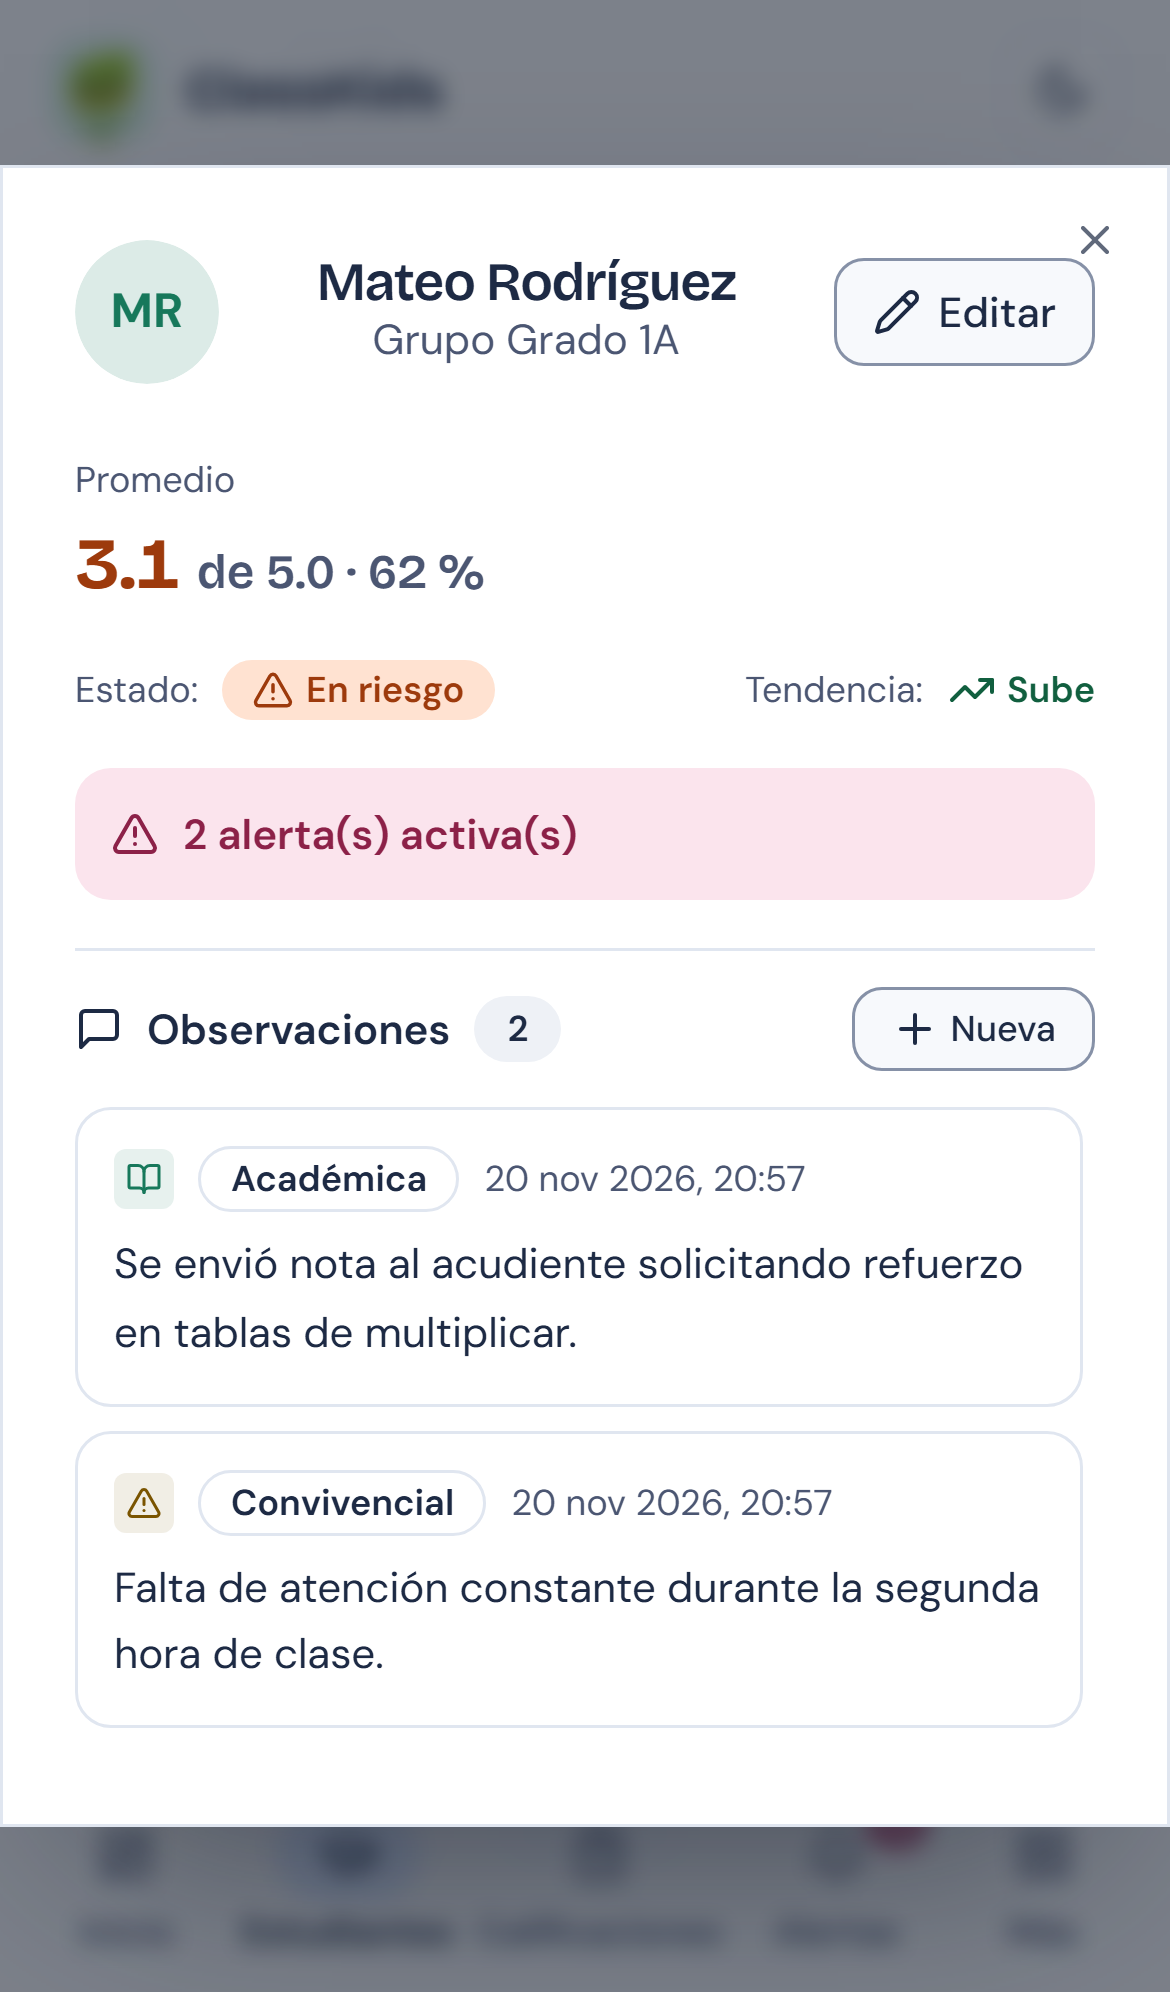 MR
Mateo Rodríguez
Grupo Grado 1A
Editar
Promedio
3.1 de 5.0 · 62 %
Estado: En riesgo
Tendencia: Sube
2 alerta(s) activa(s)
Observaciones 2
Nueva
Académica 20 nov 2026, 20:57
Se envió nota al acudiente solicitando refuerzo
en tablas de multiplicar.
Convivencial 20 nov 2026, 20:57
Falta de atención constante durante la segunda
hora de clase.